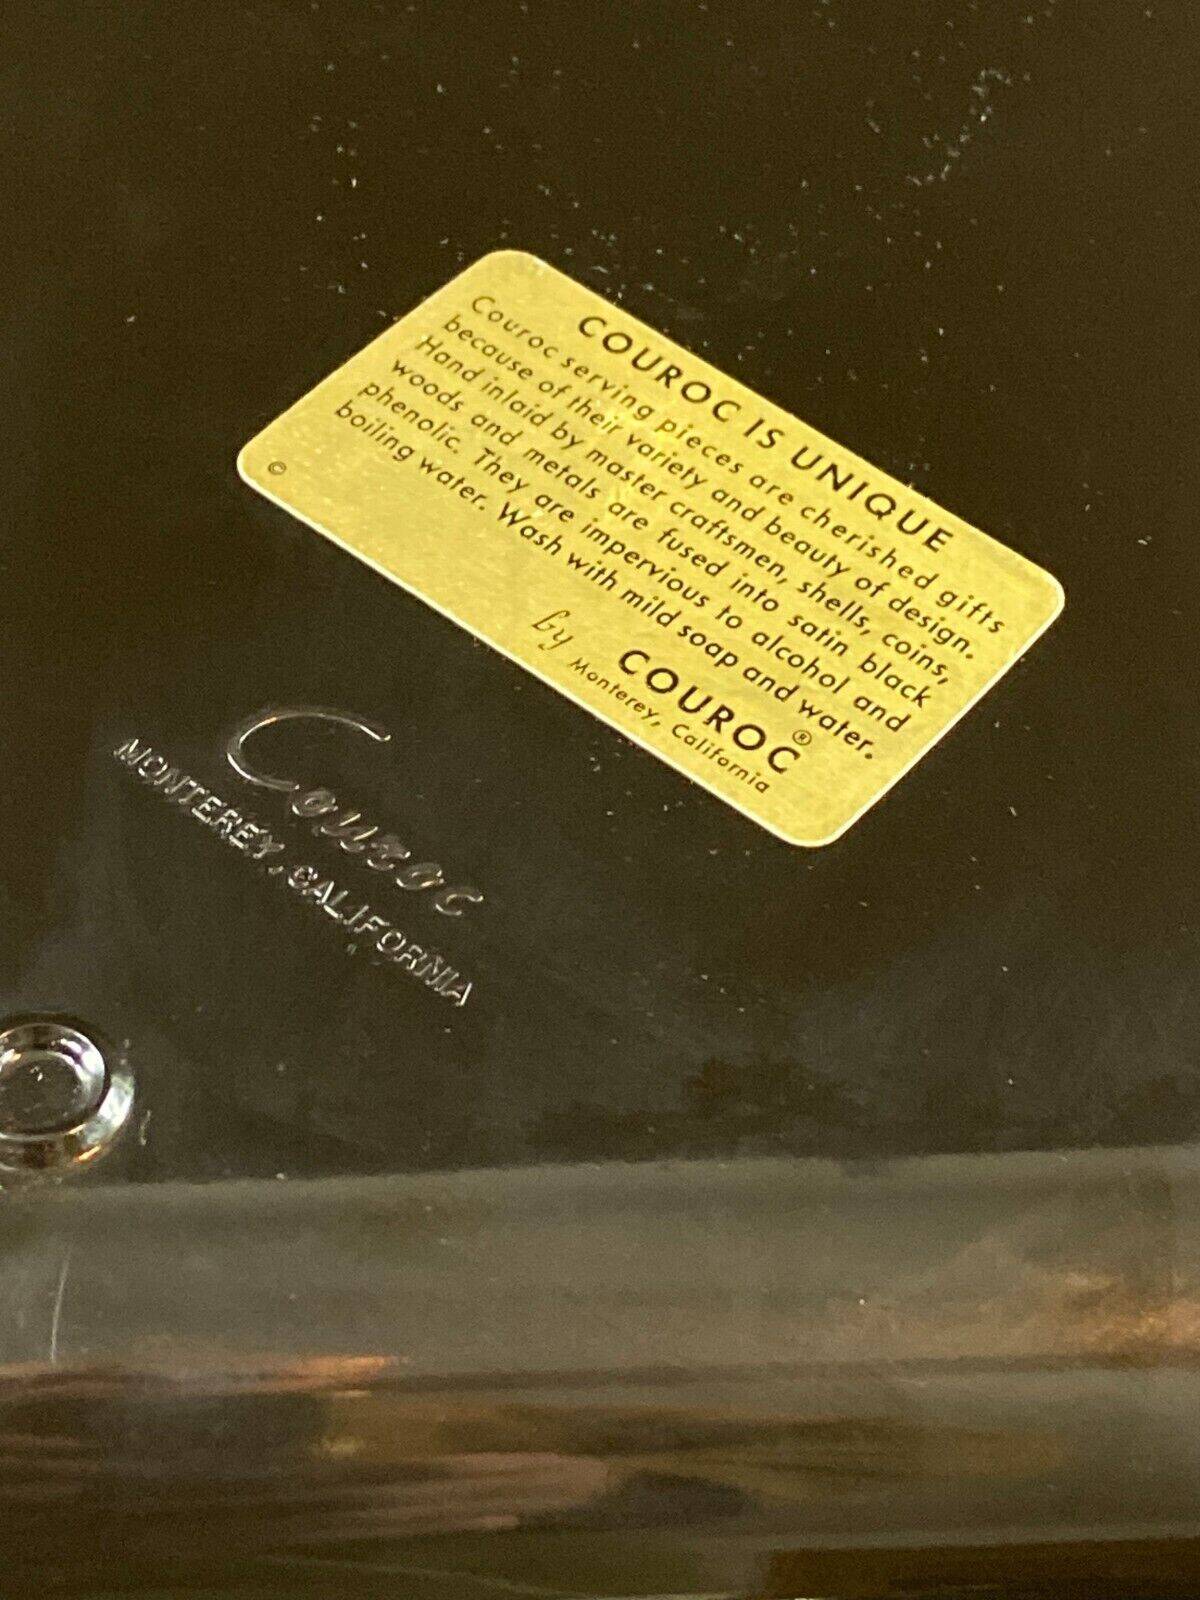 COUROC IS UNIQUE
Couroc serving pieces are cherished gifts
because of their variety and beauty of design.
Hand inlaid by master craftsmen, shells, coins,
woods and metals are fused into satin black
phenolic. They are impervious to alcohol and
boiling water. Wash with mild soap and water.
©
by COUROC®
Monterey, California
Couroc
MONTEREY, CALIFORNIA